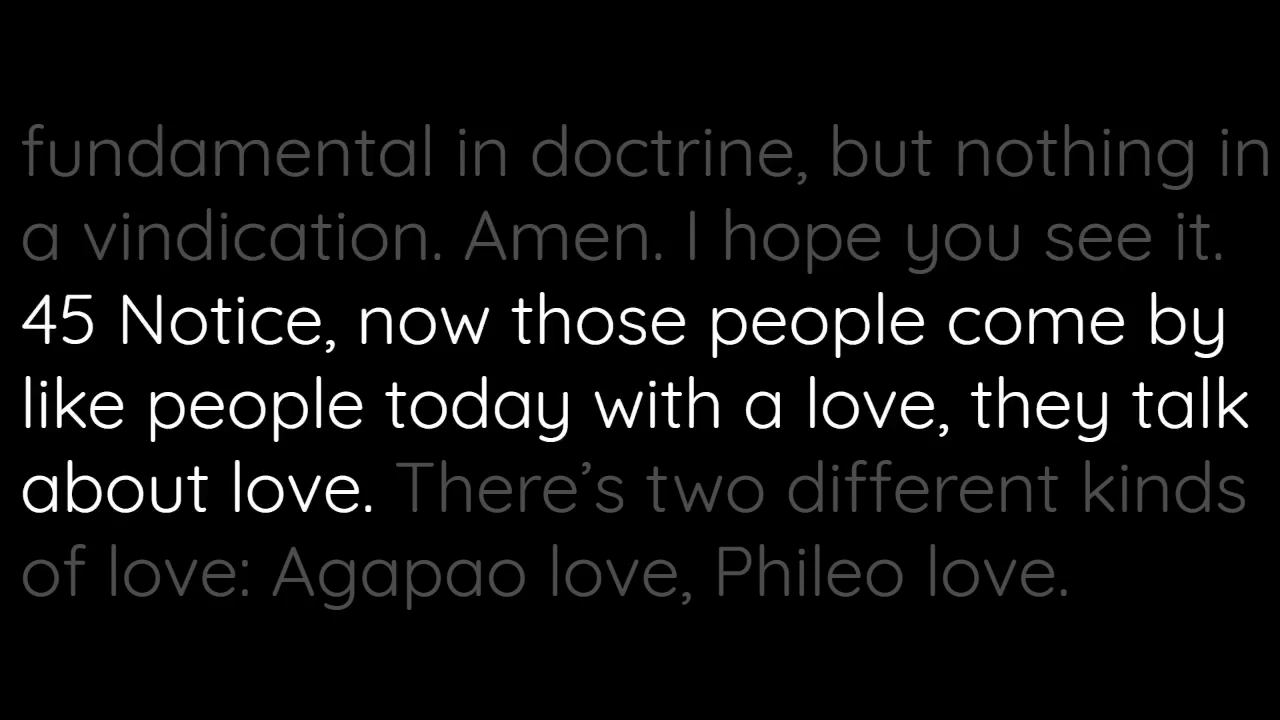 fundamental in doctrine, but nothing in
a vindication. Amen. I hope you see it.
45 Notice, now those people come by
like people today with a love, they talk
about love. There’s two different kinds
of love: Agapao love, Phileo love.